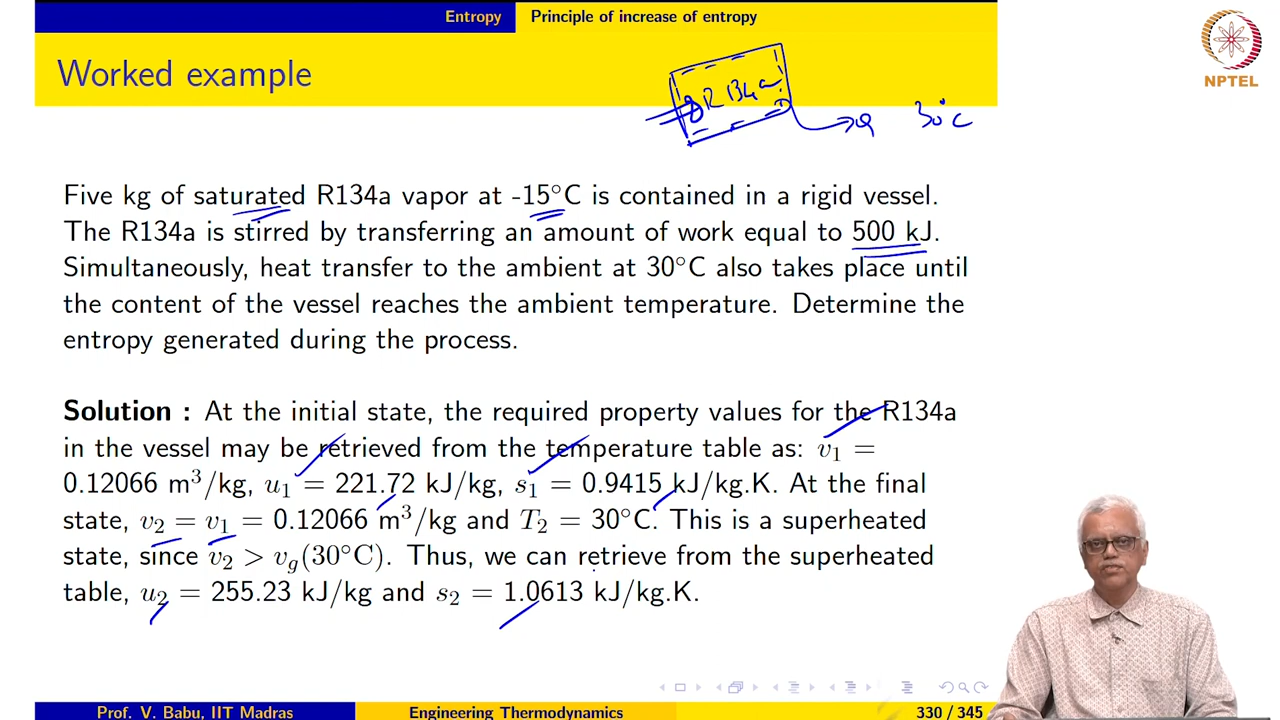 Entropy Principle of increase of entropy
Worked example
R134a
Q 30°C
NPTEL
Five kg of saturated R134a vapor at -15°C is contained in a rigid vessel.
The R134a is stirred by transferring an amount of work equal to 500 kJ.
Simultaneously, heat transfer to the ambient at 30°C also takes place until
the content of the vessel reaches the ambient temperature. Determine the
entropy generated during the process.
Solution : At the initial state, the required property values for the R134a
in the vessel may be retrieved from the temperature table as: v₁ =
0.12066 m³/kg, u₁ = 221.72 kJ/kg, s₁ = 0.9415 kJ/kg.K. At the final
state, v₂ = v₁ = 0.12066 m³/kg and T₂ = 30°C. This is a superheated
state, since v₂ > v_g(30°C). Thus, we can retrieve from the superheated
table, u₂ = 255.23 kJ/kg and s₂ = 1.0613 kJ/kg.K.
Prof. V. Babu, IIT Madras Engineering Thermodynamics 330 / 345